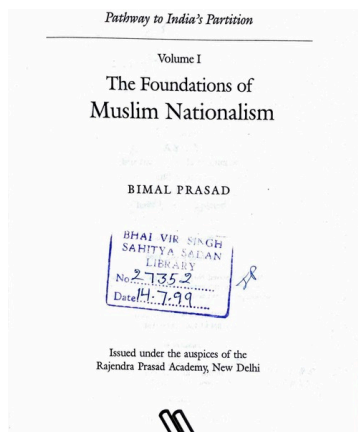 Pathway to India's Partition
Volume I
The Foundations of
Muslim Nationalism
BIMAL PRASAD
BHAI VIR SINGH
SAHITYA SADAN
LIBRARY
No. 27352
Date 14.7.99
Issued under the auspices of the
Rajendra Prasad Academy, New Delhi